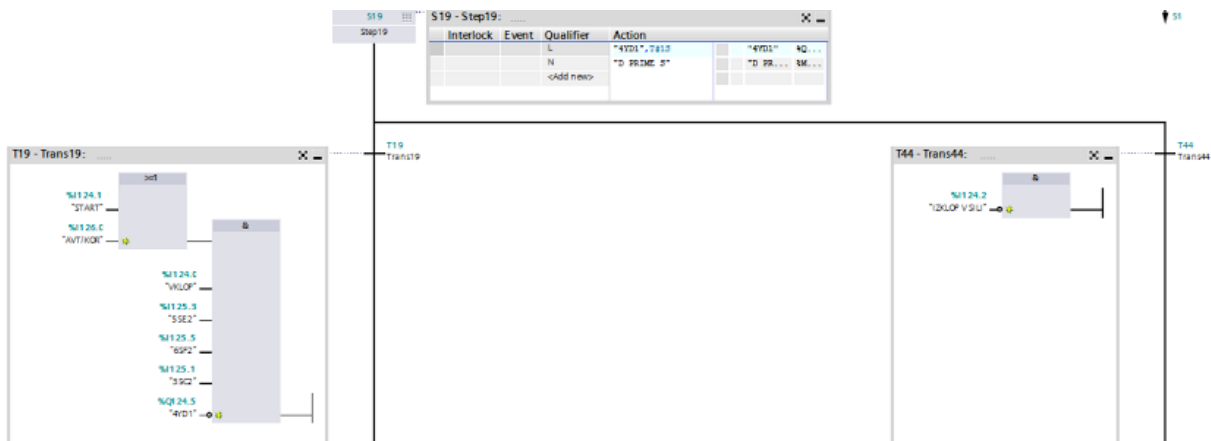 S19
Step19
S19 - Step19: .....
Interlock Event Qualifier Action
L "4YD1",T#1S "4YD1" %Q...
N "D PRIME S" "D PR... %M...
<Add new>
S1
T19
Trans19
T44
Trans44
T19 - Trans19: .....
>=1
%I124.1
"START"
%I126.0
"AVT/KOR"
&
%I124.0
"VKLOP"
%I125.3
"5SE2"
%I125.5
"6SF2"
%I125.1
"3SC2"
%Q124.5
"4YD1"
T44 - Trans44: .....
&
%I124.2
"IZKLOP V SILI"